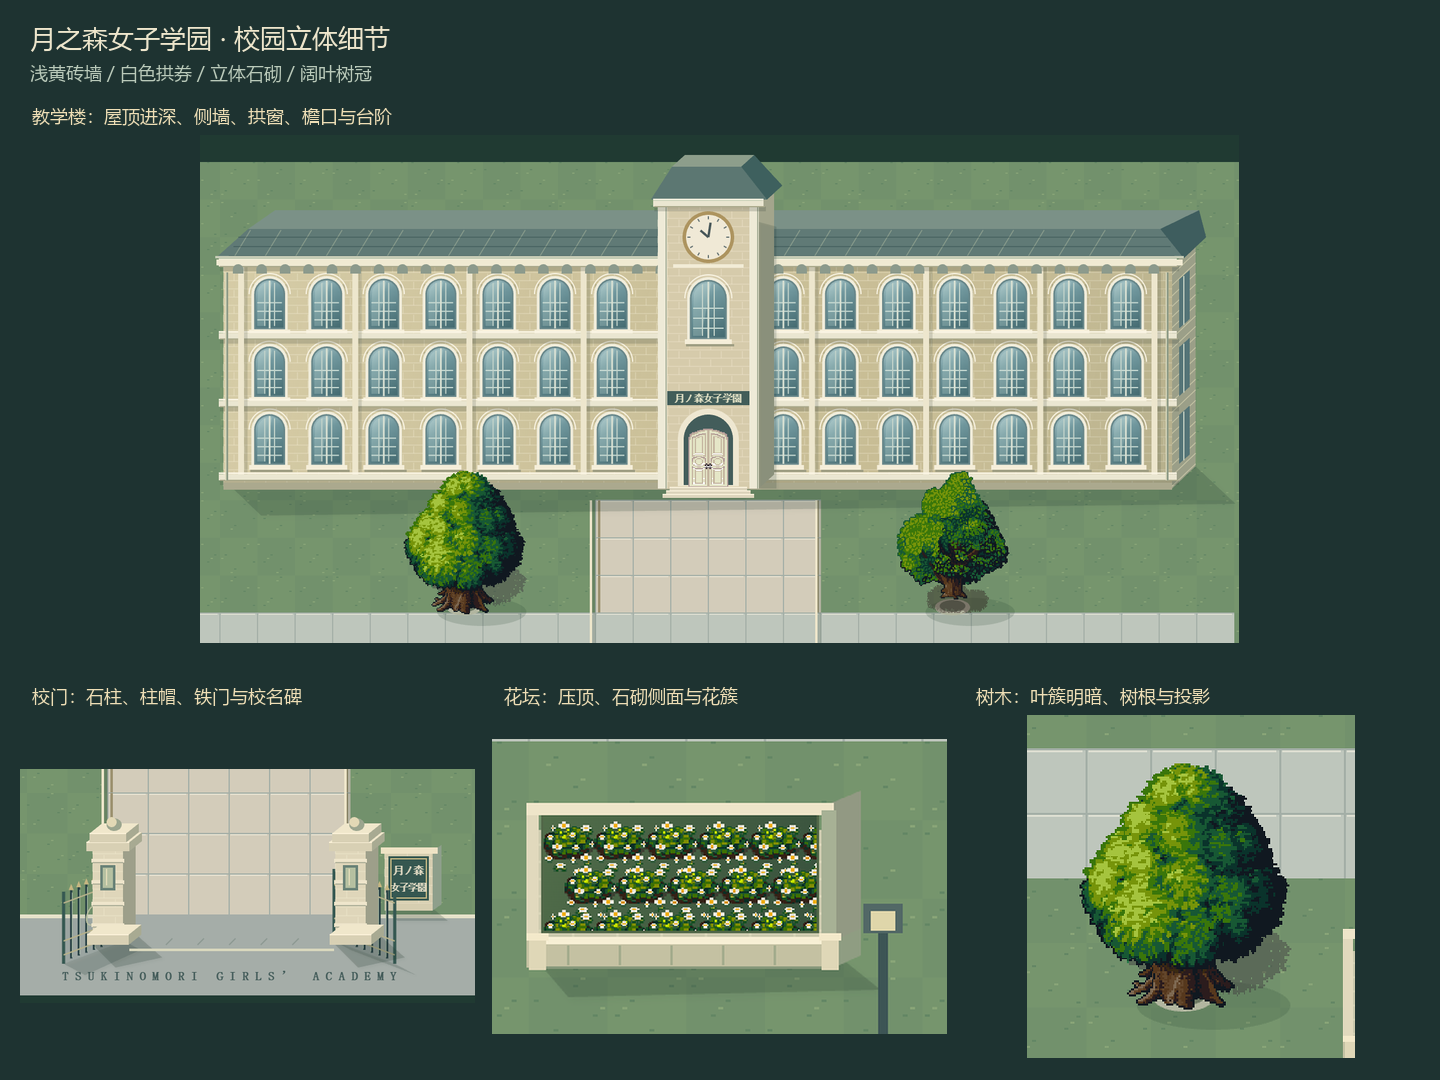 月之森女子学园 · 校园立体细节
浅黄砖墙 / 白色拱券 / 立体石砌 / 阔叶树冠
教学楼：屋顶进深、侧墙、拱窗、檐口与台阶
月ノ森女子学園
校门：石柱、柱帽、铁门与校名碑
花坛：压顶、石砌侧面与花簇
树木：叶簇明暗、树根与投影
月ノ森
女子学園
TSUKINOMORI GIRLS’ ACADEMY